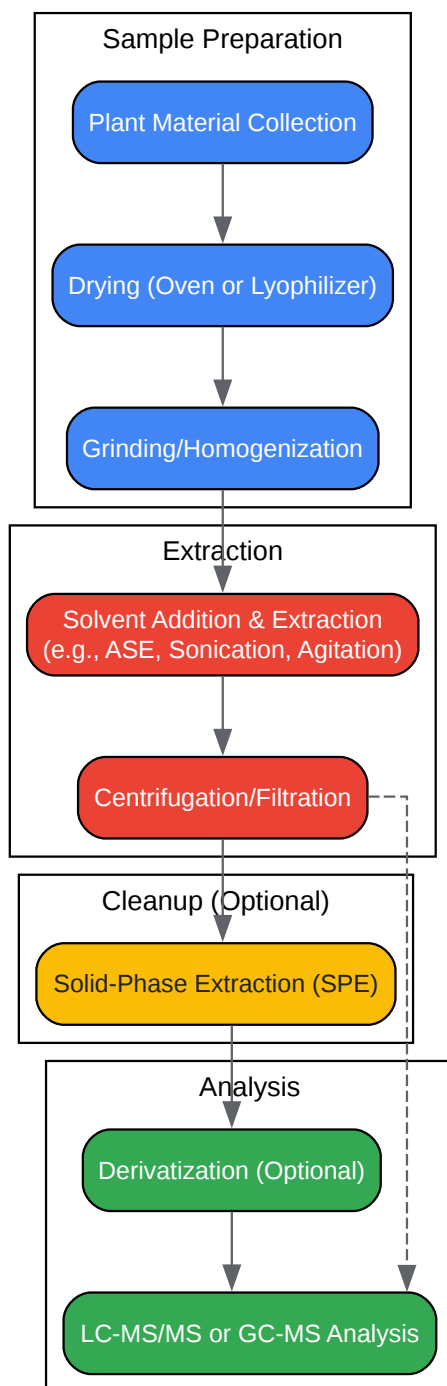 Sample Preparation
Plant Material Collection
Drying (Oven or Lyophilizer)
Grinding/Homogenization
Extraction
Solvent Addition & Extraction
(e.g., ASE, Sonication, Agitation)
Centrifugation/Filtration
Cleanup (Optional)
Solid-Phase Extraction (SPE)
Analysis
Derivatization (Optional)
LC-MS/MS or GC-MS Analysis